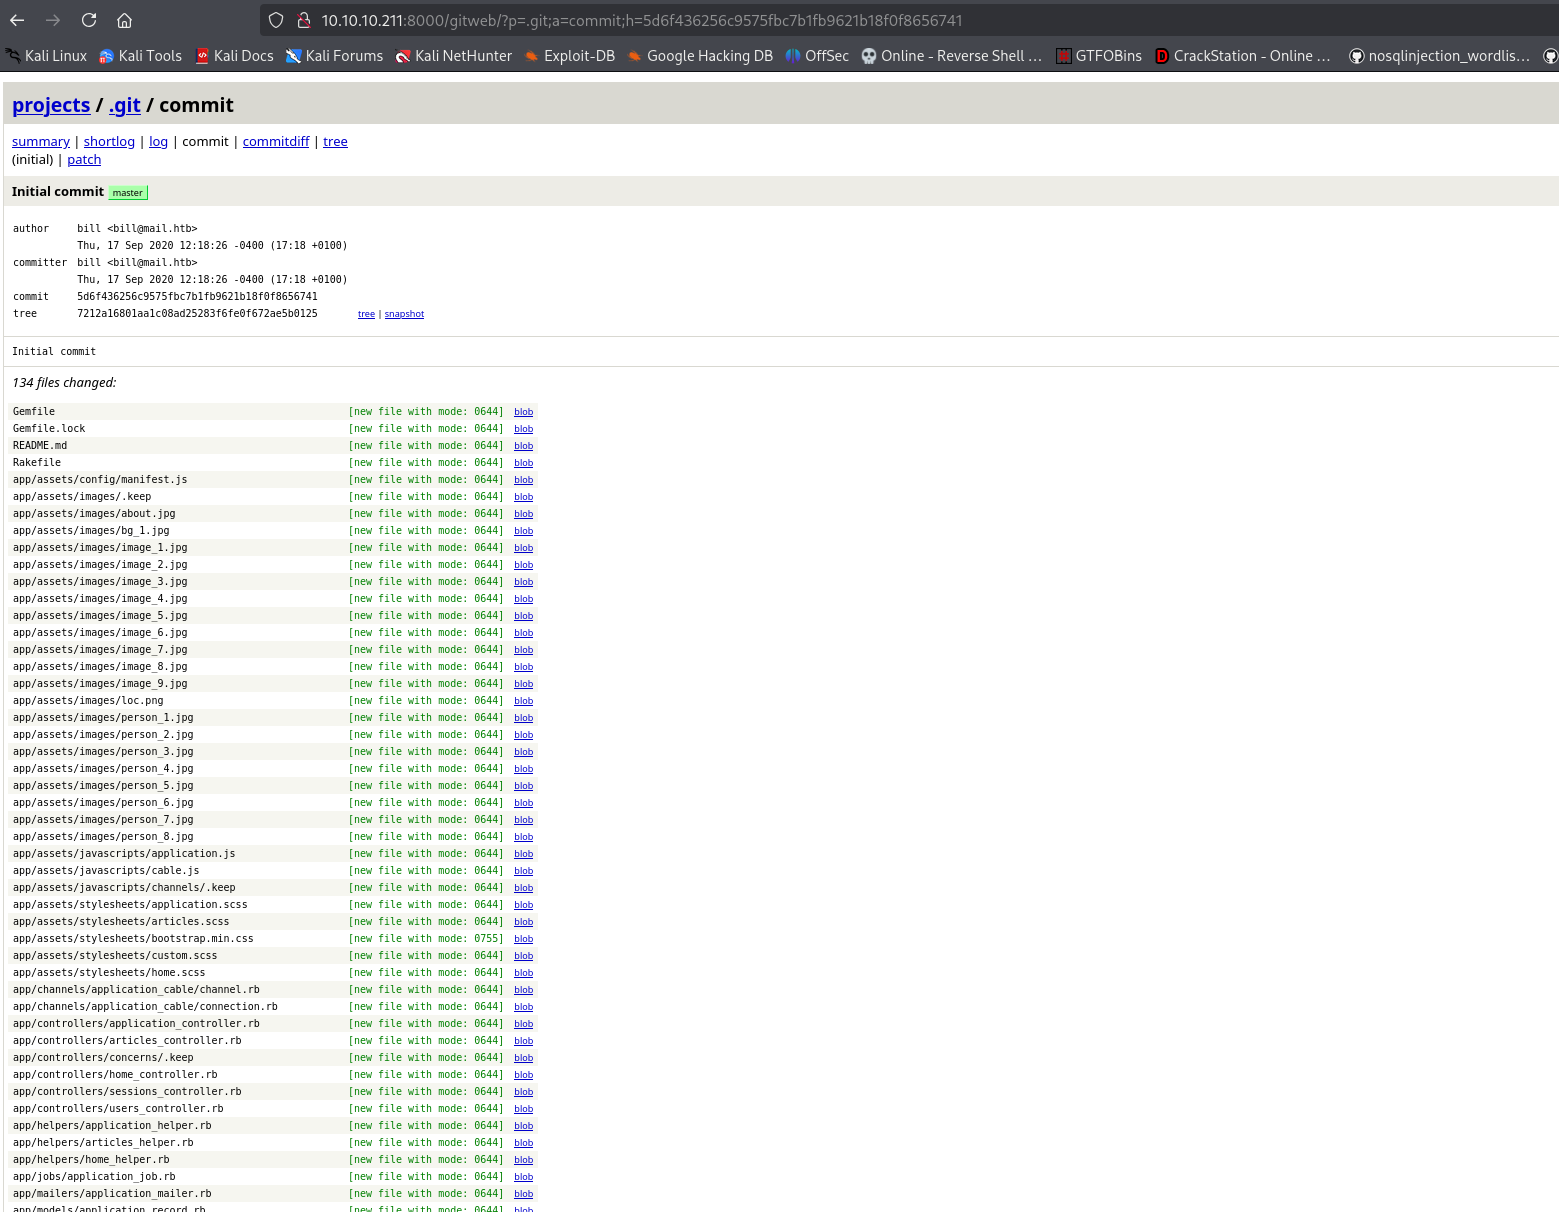 10.10.10.211:8000/gitweb/?p=.git;a=commit;h=5d6f436256c9575fbc7b1fb9621b18f0f8656741
Kali Linux Kali Tools Kali Docs Kali Forums Kali NetHunter Exploit-DB Google Hacking DB OffSec Online - Reverse Shell … GTFOBins CrackStation - Online … nosqlinjection_wordlis…
projects / .git / commit
summary | shortlog | log | commit | commitdiff | tree
(initial) | patch
Initial commit master
author bill <bill@mail.htb>
Thu, 17 Sep 2020 12:18:26 -0400 (17:18 +0100)
committer bill <bill@mail.htb>
Thu, 17 Sep 2020 12:18:26 -0400 (17:18 +0100)
commit 5d6f436256c9575fbc7b1fb9621b18f0f8656741
tree 7212a16801aa1c08ad25283f6fe0f672ae5b0125 tree | snapshot
Initial commit
134 files changed:
Gemfile [new file with mode: 0644] blob
Gemfile.lock [new file with mode: 0644] blob
README.md [new file with mode: 0644] blob
Rakefile [new file with mode: 0644] blob
app/assets/config/manifest.js [new file with mode: 0644] blob
app/assets/images/.keep [new file with mode: 0644] blob
app/assets/images/about.jpg [new file with mode: 0644] blob
app/assets/images/bg_1.jpg [new file with mode: 0644] blob
app/assets/images/image_1.jpg [new file with mode: 0644] blob
app/assets/images/image_2.jpg [new file with mode: 0644] blob
app/assets/images/image_3.jpg [new file with mode: 0644] blob
app/assets/images/image_4.jpg [new file with mode: 0644] blob
app/assets/images/image_5.jpg [new file with mode: 0644] blob
app/assets/images/image_6.jpg [new file with mode: 0644] blob
app/assets/images/image_7.jpg [new file with mode: 0644] blob
app/assets/images/image_8.jpg [new file with mode: 0644] blob
app/assets/images/image_9.jpg [new file with mode: 0644] blob
app/assets/images/loc.png [new file with mode: 0644] blob
app/assets/images/person_1.jpg [new file with mode: 0644] blob
app/assets/images/person_2.jpg [new file with mode: 0644] blob
app/assets/images/person_3.jpg [new file with mode: 0644] blob
app/assets/images/person_4.jpg [new file with mode: 0644] blob
app/assets/images/person_5.jpg [new file with mode: 0644] blob
app/assets/images/person_6.jpg [new file with mode: 0644] blob
app/assets/images/person_7.jpg [new file with mode: 0644] blob
app/assets/images/person_8.jpg [new file with mode: 0644] blob
app/assets/javascripts/application.js [new file with mode: 0644] blob
app/assets/javascripts/cable.js [new file with mode: 0644] blob
app/assets/javascripts/channels/.keep [new file with mode: 0644] blob
app/assets/stylesheets/application.scss [new file with mode: 0644] blob
app/assets/stylesheets/articles.scss [new file with mode: 0644] blob
app/assets/stylesheets/bootstrap.min.css [new file with mode: 0755] blob
app/assets/stylesheets/custom.scss [new file with mode: 0644] blob
app/assets/stylesheets/home.scss [new file with mode: 0644] blob
app/channels/application_cable/channel.rb [new file with mode: 0644] blob
app/channels/application_cable/connection.rb [new file with mode: 0644] blob
app/controllers/application_controller.rb [new file with mode: 0644] blob
app/controllers/articles_controller.rb [new file with mode: 0644] blob
app/controllers/concerns/.keep [new file with mode: 0644] blob
app/controllers/home_controller.rb [new file with mode: 0644] blob
app/controllers/sessions_controller.rb [new file with mode: 0644] blob
app/controllers/users_controller.rb [new file with mode: 0644] blob
app/helpers/application_helper.rb [new file with mode: 0644] blob
app/helpers/articles_helper.rb [new file with mode: 0644] blob
app/helpers/home_helper.rb [new file with mode: 0644] blob
app/jobs/application_job.rb [new file with mode: 0644] blob
app/mailers/application_mailer.rb [new file with mode: 0644] blob
app/models/application_record.rb [new file with mode: 0644] blob